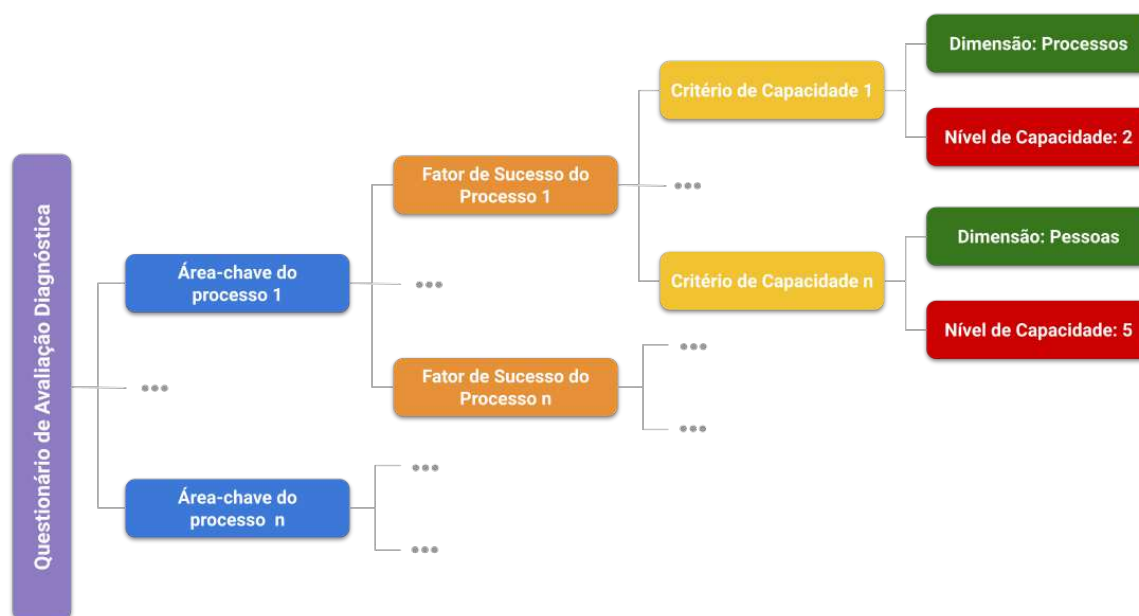 Questionário de Avaliação Diagnóstica
Área-chave do
processo 1
...
Área-chave do
processo n
Fator de Sucesso do
Processo 1
...
Fator de Sucesso do
Processo n
...
...
Critério de Capacidade 1
...
Critério de Capacidade n
...
...
Dimensão: Processos
Nível de Capacidade: 2
Dimensão: Pessoas
Nível de Capacidade: 5